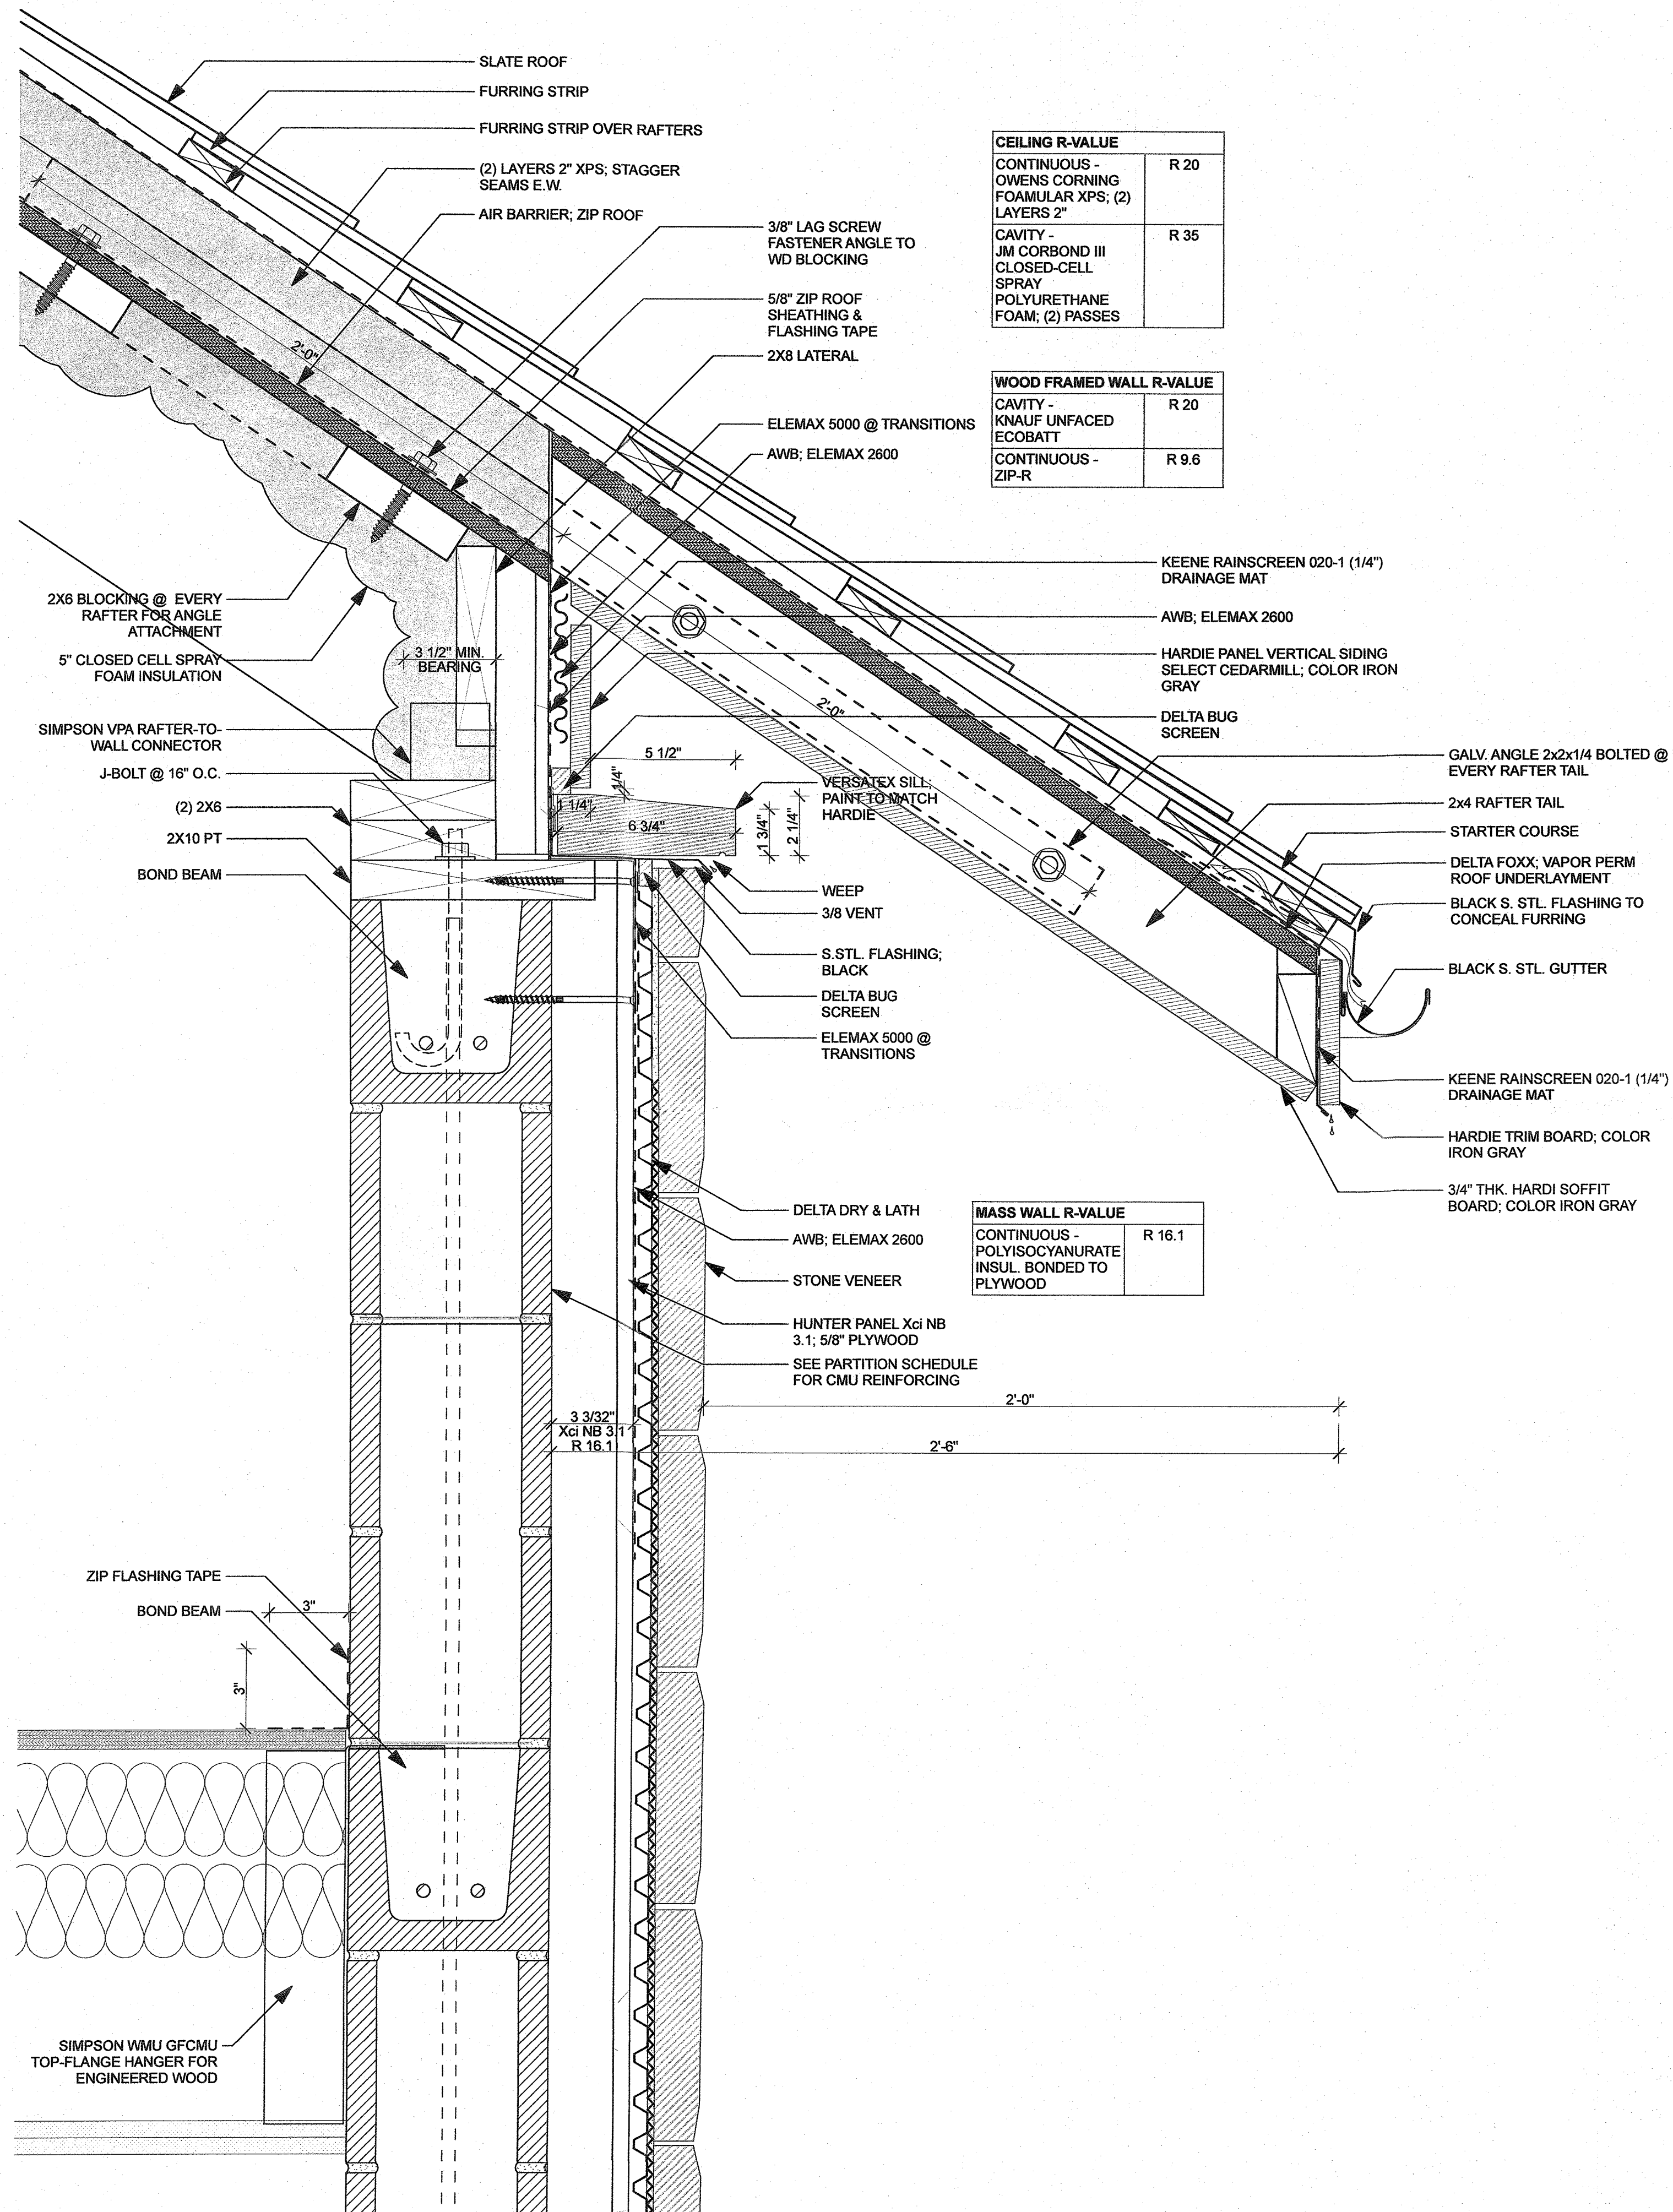 SLATE ROOF
FURRING STRIP
FURRING STRIP OVER RAFTERS
(2) LAYERS 2" XPS; STAGGER
SEAMS E.W.
AIR BARRIER; ZIP ROOF
3/8" LAG SCREW
FASTENER ANGLE TO
WD BLOCKING
5/8" ZIP ROOF
SHEATHING &
FLASHING TAPE
2X8 LATERAL
ELEMAX 5000 @ TRANSITIONS
AWB; ELEMAX 2600
CEILING R-VALUE
CONTINUOUS -
OWENS CORNING
FOAMULAR XPS; (2)
LAYERS 2"
R 20
CAVITY -
JM CORBOND III
CLOSED-CELL
SPRAY
POLYURETHANE
FOAM; (2) PASSES
R 35
WOOD FRAMED WALL R-VALUE
CAVITY -
KNAUF UNFACED
ECOBATT
R 20
CONTINUOUS -
ZIP-R
R 9.6
2'-0"
KEENE RAINSCREEN 020-1 (1/4")
DRAINAGE MAT
AWB; ELEMAX 2600
HARDIE PANEL VERTICAL SIDING
SELECT CEDARMILL; COLOR IRON
GRAY
DELTA BUG
SCREEN
2X6 BLOCKING @ EVERY
RAFTER FOR ANGLE
ATTACHMENT
5" CLOSED CELL SPRAY
FOAM INSULATION
3 1/2" MIN.
BEARING
SIMPSON VPA RAFTER-TO-
WALL CONNECTOR
J-BOLT @ 16" O.C.
(2) 2X6
2X10 PT
BOND BEAM
2'-0"
5 1/2"
1/4"
1 1/4"
6 3/4"
1 3/4"
2 1/4"
VERSATEX SILL;
PAINT TO MATCH
HARDIE
GALV. ANGLE 2x2x1/4 BOLTED @
EVERY RAFTER TAIL
2x4 RAFTER TAIL
STARTER COURSE
DELTA FOXX; VAPOR PERM
ROOF UNDERLAYMENT
BLACK S. STL. FLASHING TO
CONCEAL FURRING
BLACK S. STL. GUTTER
WEEP
3/8 VENT
S.STL. FLASHING;
BLACK
DELTA BUG
SCREEN
ELEMAX 5000 @
TRANSITIONS
KEENE RAINSCREEN 020-1 (1/4")
DRAINAGE MAT
HARDIE TRIM BOARD; COLOR
IRON GRAY
3/4" THK. HARDI SOFFIT
BOARD; COLOR IRON GRAY
DELTA DRY & LATH
AWB; ELEMAX 2600
STONE VENEER
HUNTER PANEL Xci NB
3.1; 5/8" PLYWOOD
SEE PARTITION SCHEDULE
FOR CMU REINFORCING
MASS WALL R-VALUE
CONTINUOUS -
POLYISOCYANURATE
INSUL. BONDED TO
PLYWOOD
R 16.1
2'-0"
3 3/32"
Xci NB 3.1
R 16.1
2'-6"
ZIP FLASHING TAPE
BOND BEAM
3"
3"
SIMPSON WMU GFCMU
TOP-FLANGE HANGER FOR
ENGINEERED WOOD